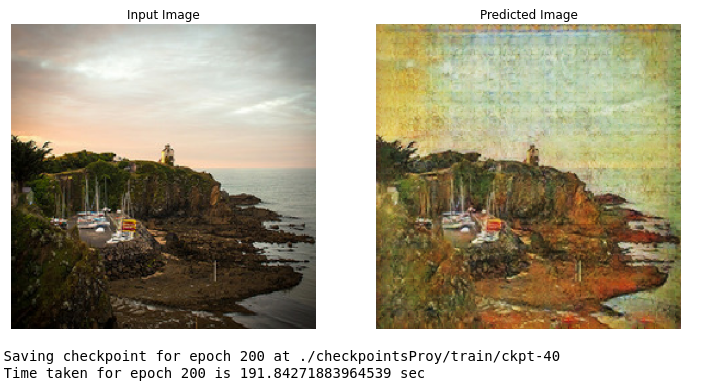 Input Image
Predicted Image
Saving checkpoint for epoch 200 at ./checkpointsProy/train/ckpt-40
Time taken for epoch 200 is 191.84271883964539 sec